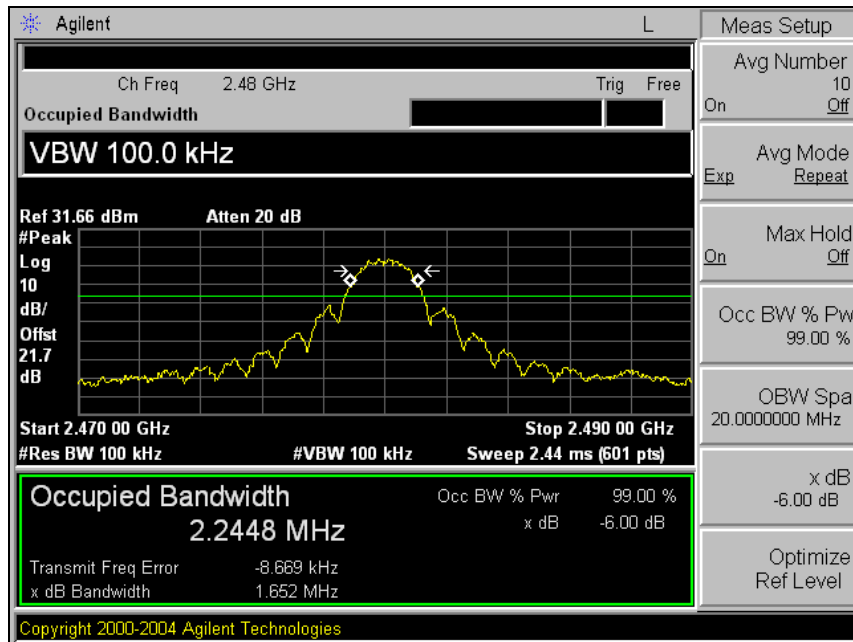 Agilent L
Meas Setup
Ch Freq 2.48 GHz Trig Free
Occupied Bandwidth
VBW 100.0 kHz
Ref 31.66 dBm Atten 20 dB
#Peak
Log
10
dB/
Offst
21.7
dB
Start 2.470 00 GHz Stop 2.490 00 GHz
#Res BW 100 kHz #VBW 100 kHz Sweep 2.44 ms (601 pts)
Occupied Bandwidth
2.2448 MHz
Occ BW % Pwr 99.00 %
x dB -6.00 dB
Transmit Freq Error -8.669 kHz
x dB Bandwidth 1.652 MHz
Avg Number
10
On Off
Avg Mode
Exp Repeat
Max Hold
On Off
Occ BW % Pw
99.00 %
OBW Spa
20.0000000 MHz
x dB
-6.00 dB
Optimize
Ref Level
Copyright 2000-2004 Agilent Technologies